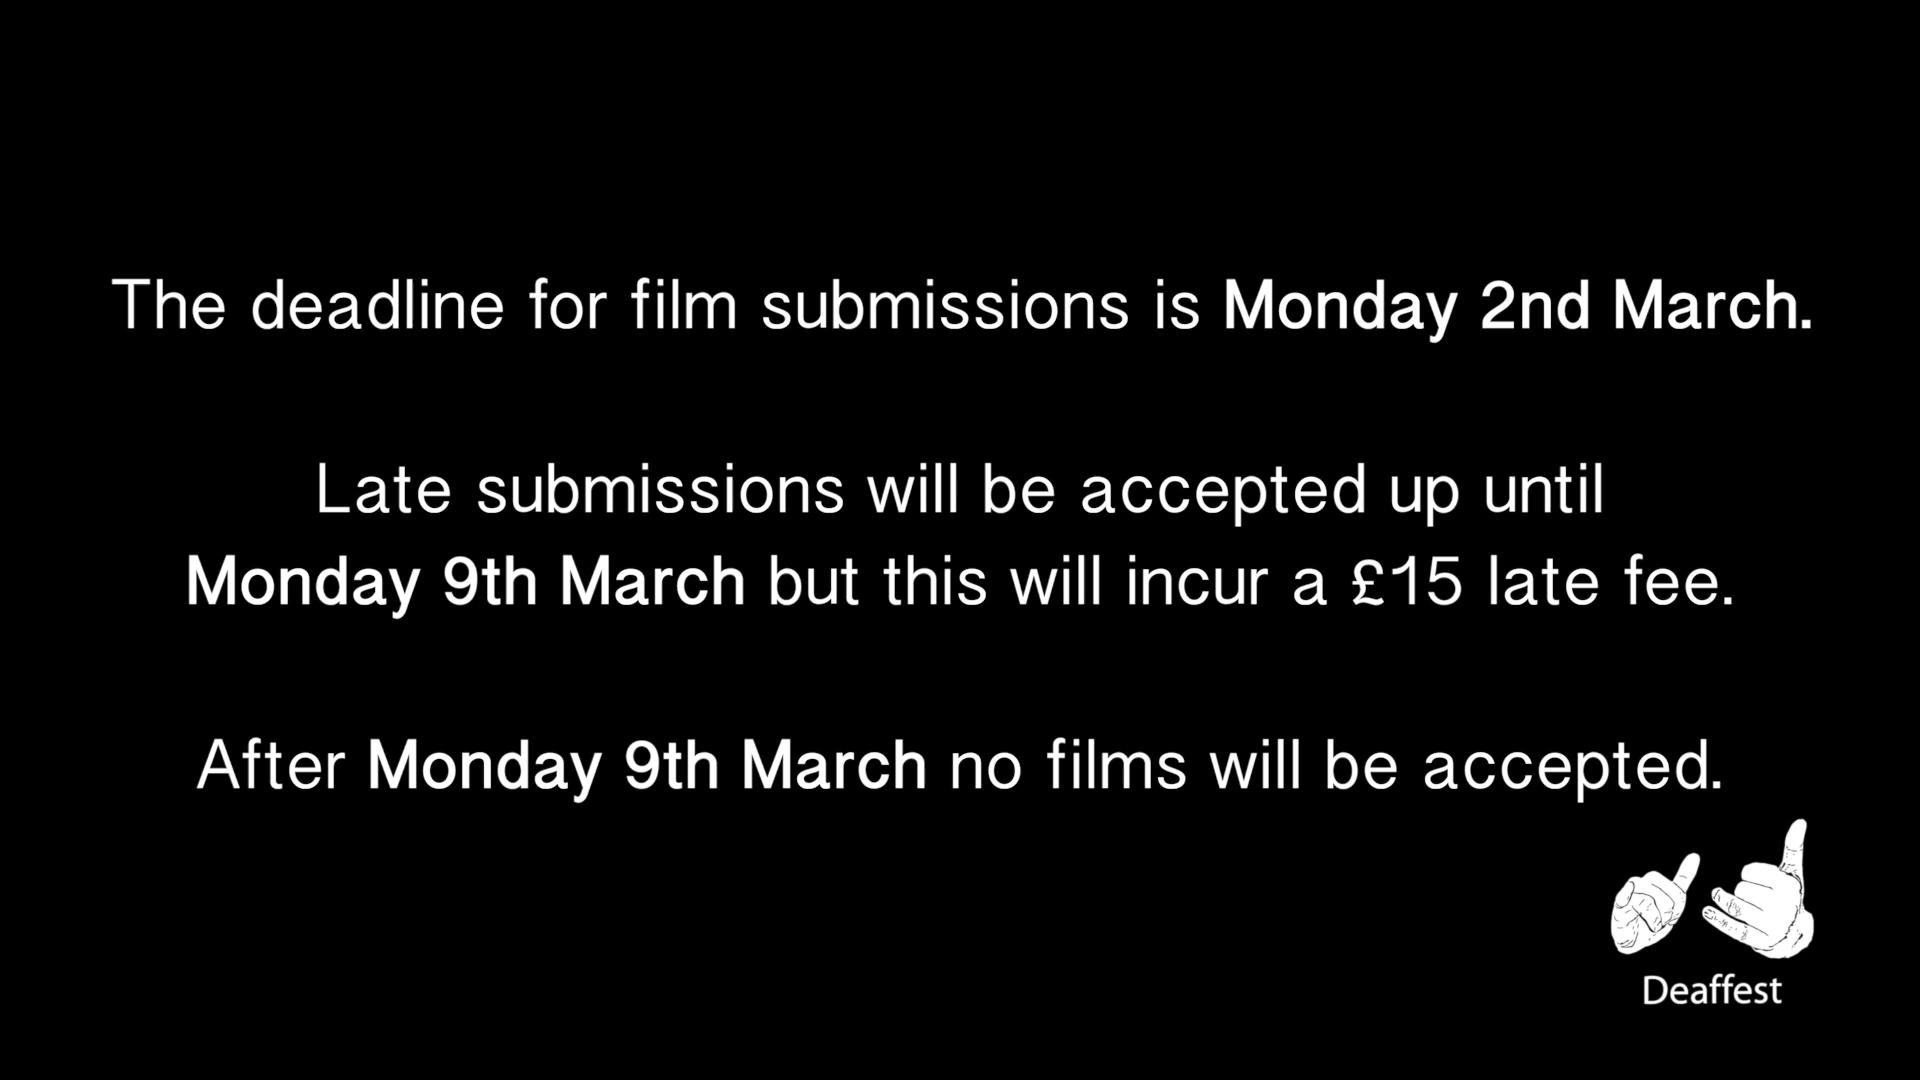 The deadline for film submissions is Monday 2nd March.
Late submissions will be accepted up until
Monday 9th March but this will incur a £15 late fee.
After Monday 9th March no films will be accepted.
Deaffest